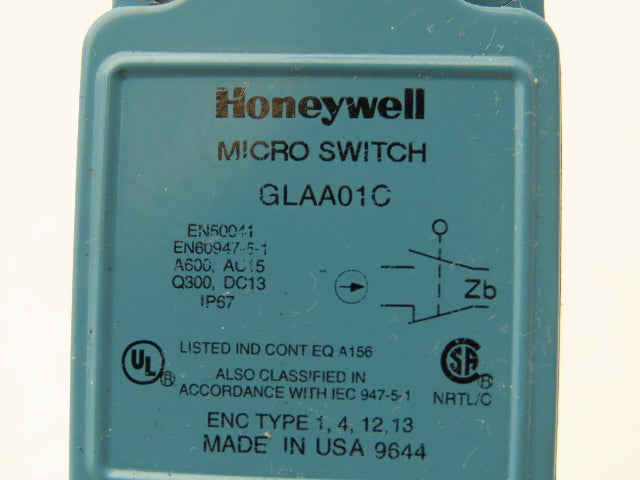 Honeywell
MICRO SWITCH
GLAA01C
EN50041
EN60947-5-1
A600, AC15
Q300, DC13
IP67
Zb
UL ®
LISTED IND CONT EQ A156
ALSO CLASSIFIED IN
ACCORDANCE WITH IEC 947-5-1
SA ®
NRTL/C
ENC TYPE 1, 4, 12,13
MADE IN USA 9644